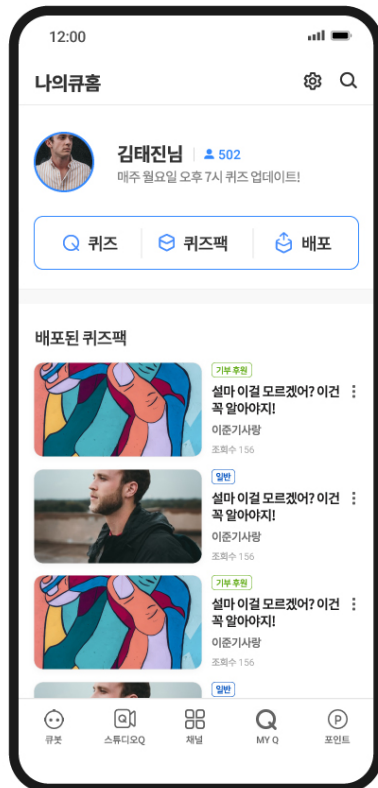 12:00
나의큐홈
김태진님 502
매주 월요일 오후 7시 퀴즈 업데이트!
퀴즈 퀴즈팩 배포
배포된 퀴즈팩
기부 후원
설마 이걸 모르겠어? 이건
꼭 알아야지!
이준기사랑
조회수 156
일반
설마 이걸 모르겠어? 이건
꼭 알아야지!
이준기사랑
조회수 156
기부 후원
설마 이걸 모르겠어? 이건
꼭 알아야지!
이준기사랑
조회수 156
일반
큐봇 스튜디오Q 채널 MY Q 포인트